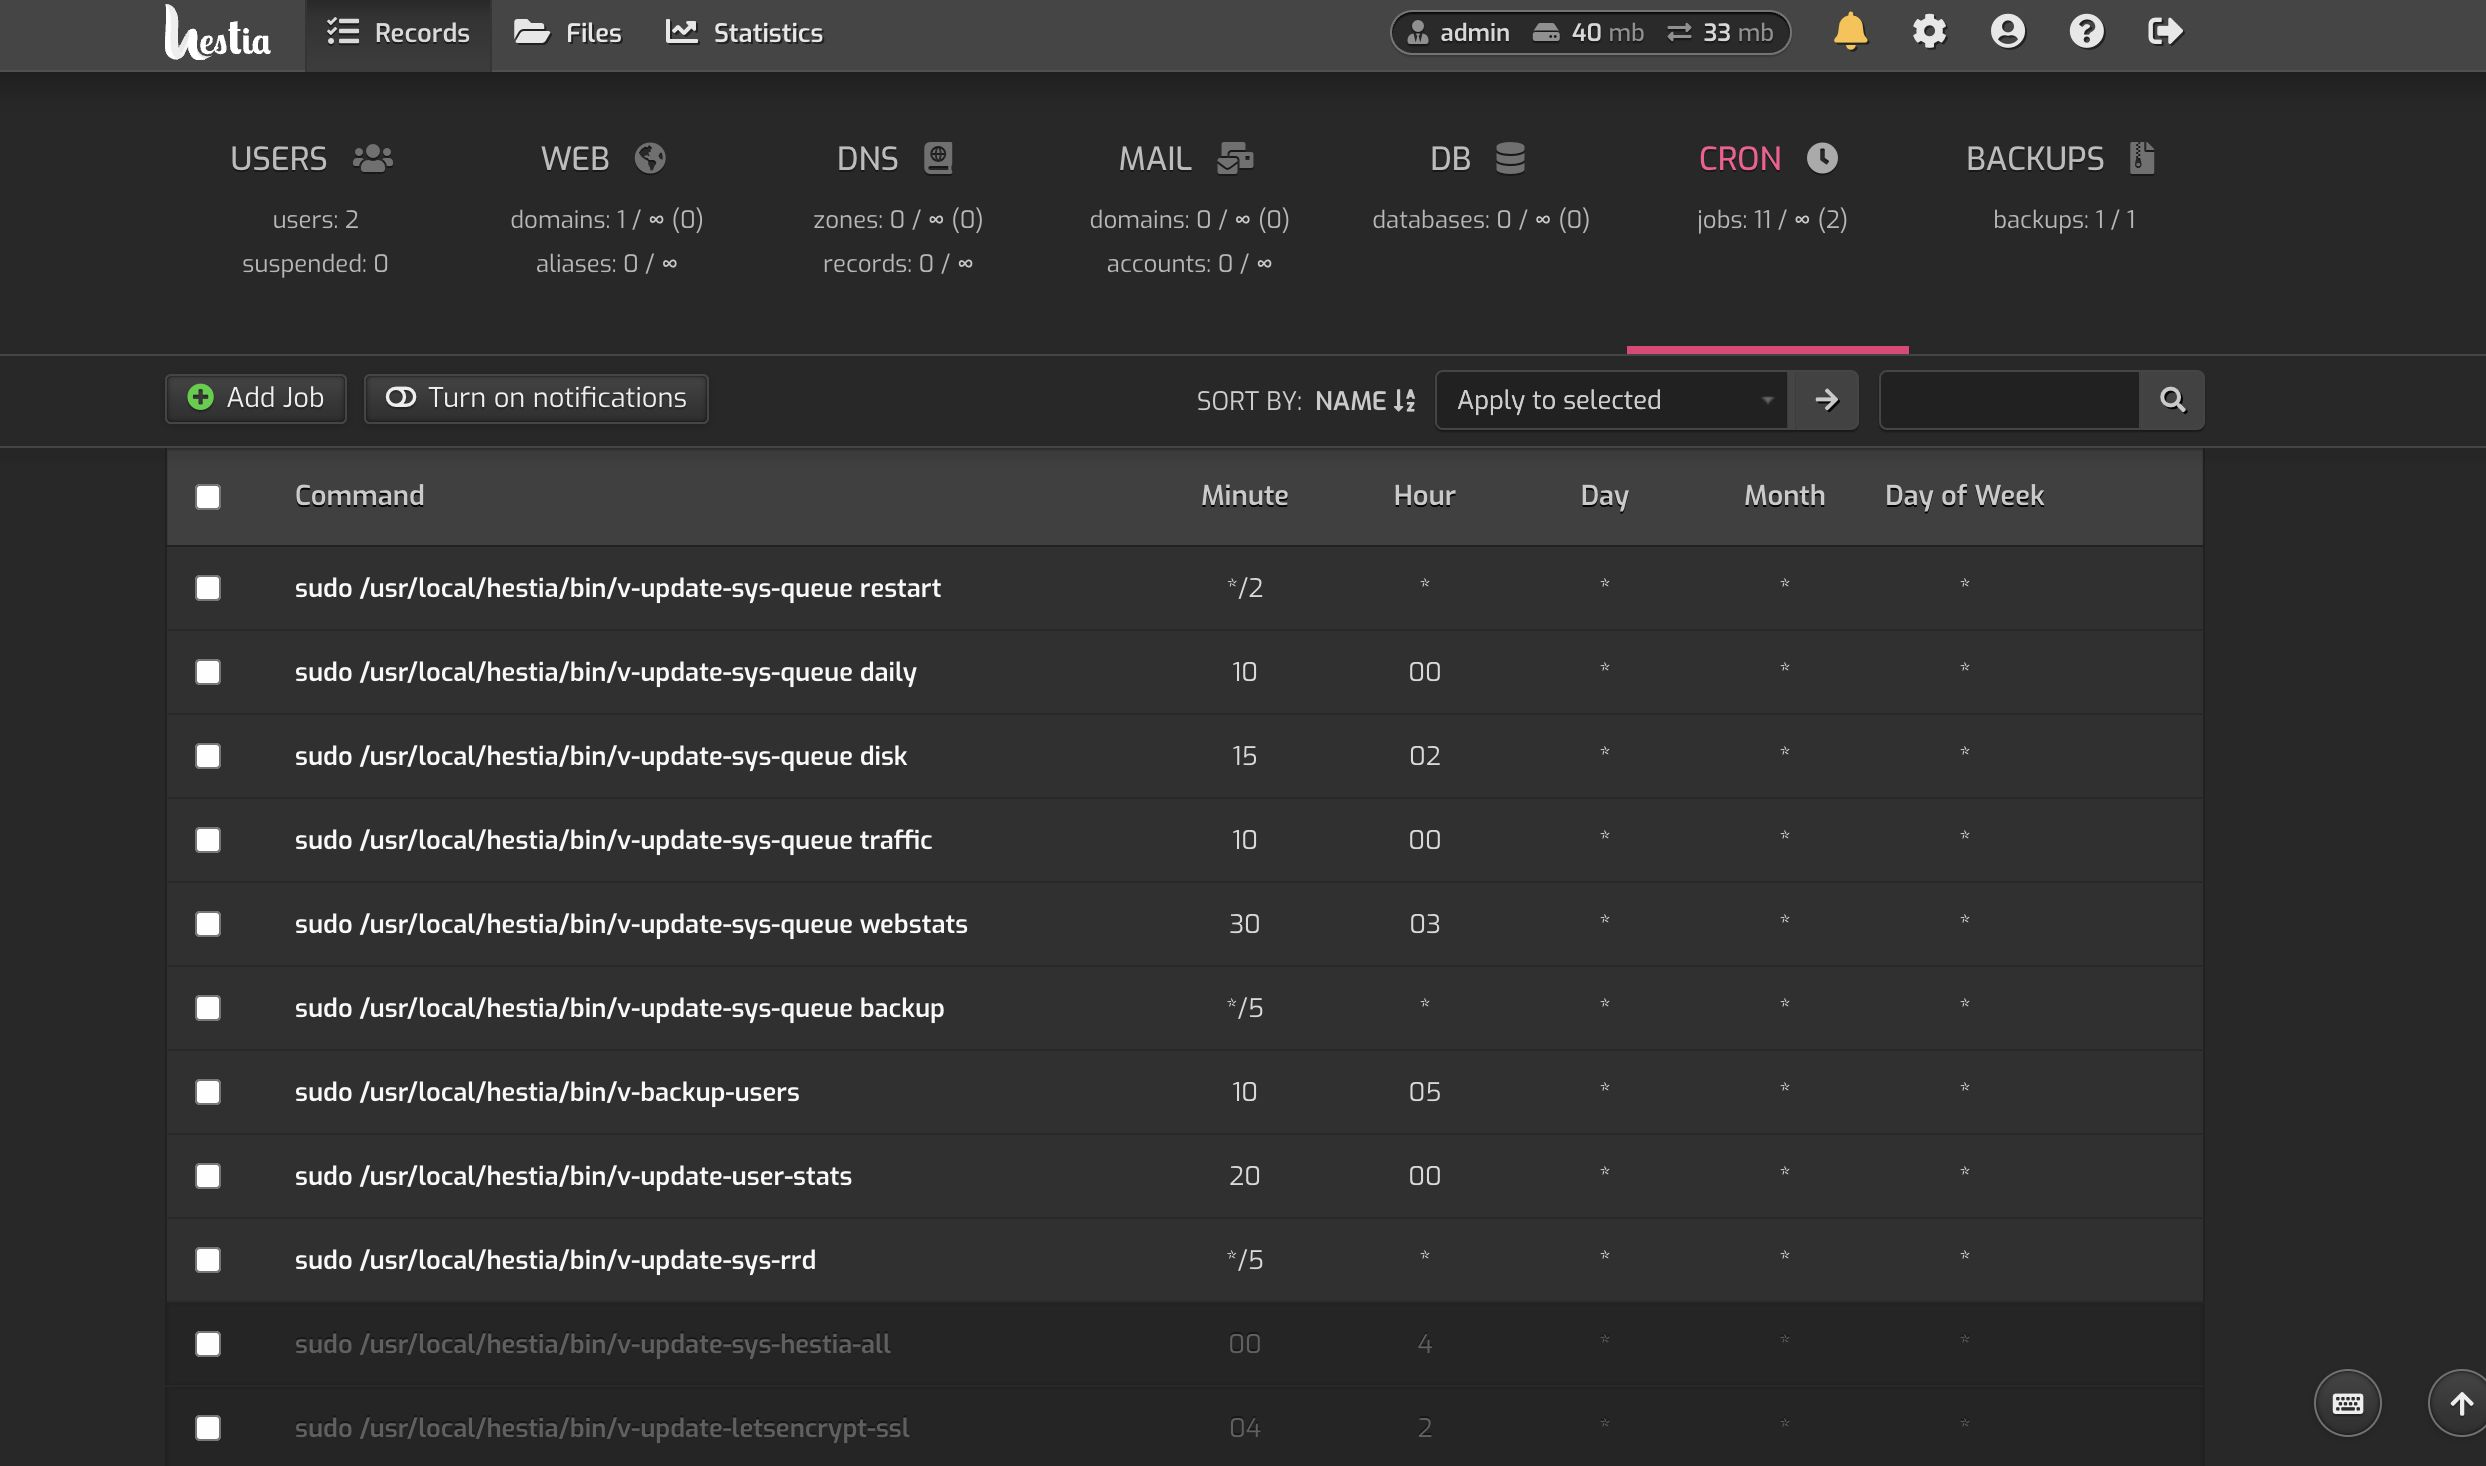 hestia Records Files Statistics admin 40 mb 33 mb
USERS WEB DNS MAIL DB CRON BACKUPS
users: 2 domains: 1 / ∞ (0) zones: 0 / ∞ (0) domains: 0 / ∞ (0) databases: 0 / ∞ (0) jobs: 11 / ∞ (2) backups: 1 / 1
suspended: 0 aliases: 0 / ∞ records: 0 / ∞ accounts: 0 / ∞
Add Job Turn on notifications SORT BY: NAME Apply to selected
Command Minute Hour Day Month Day of Week
sudo /usr/local/hestia/bin/v-update-sys-queue restart */2 * * * *
sudo /usr/local/hestia/bin/v-update-sys-queue daily 10 00 * * *
sudo /usr/local/hestia/bin/v-update-sys-queue disk 15 02 * * *
sudo /usr/local/hestia/bin/v-update-sys-queue traffic 10 00 * * *
sudo /usr/local/hestia/bin/v-update-sys-queue webstats 30 03 * * *
sudo /usr/local/hestia/bin/v-update-sys-queue backup */5 * * * *
sudo /usr/local/hestia/bin/v-backup-users 10 05 * * *
sudo /usr/local/hestia/bin/v-update-user-stats 20 00 * * *
sudo /usr/local/hestia/bin/v-update-sys-rrd */5 * * * *
sudo /usr/local/hestia/bin/v-update-sys-hestia-all 00 4 * * *
sudo /usr/local/hestia/bin/v-update-letsencrypt-ssl 04 2 * * *